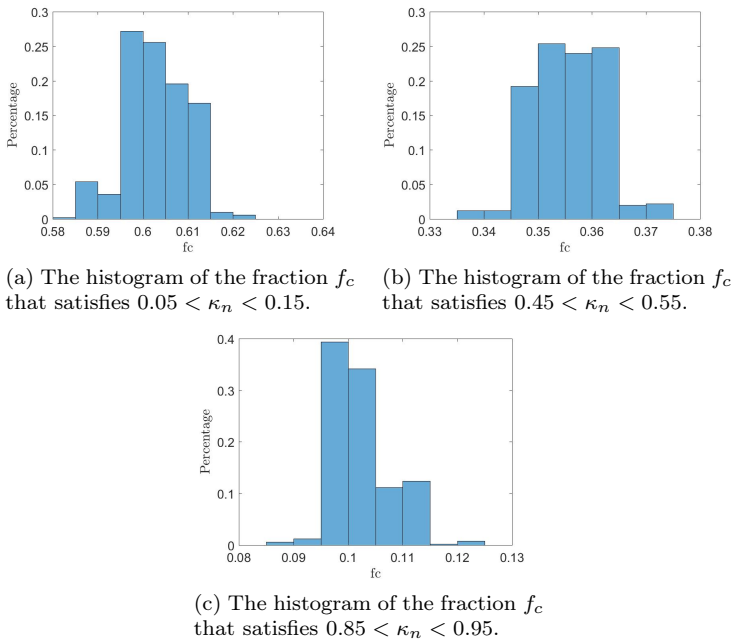 0.3
0.25
0.2
0.15
0.1
0.05
0
Percentage
0.58 0.59 0.6 0.61 0.62 0.63 0.64
fc
(a) The histogram of the fraction f_c
that satisfies 0.05 < κ_n < 0.15.
0.3
0.25
0.2
0.15
0.1
0.05
0
Percentage
0.33 0.34 0.35 0.36 0.37 0.38
fc
(b) The histogram of the fraction f_c
that satisfies 0.45 < κ_n < 0.55.
0.4
0.3
0.2
0.1
0
Percentage
0.08 0.09 0.1 0.11 0.12 0.13
fc
(c) The histogram of the fraction f_c
that satisfies 0.85 < κ_n < 0.95.